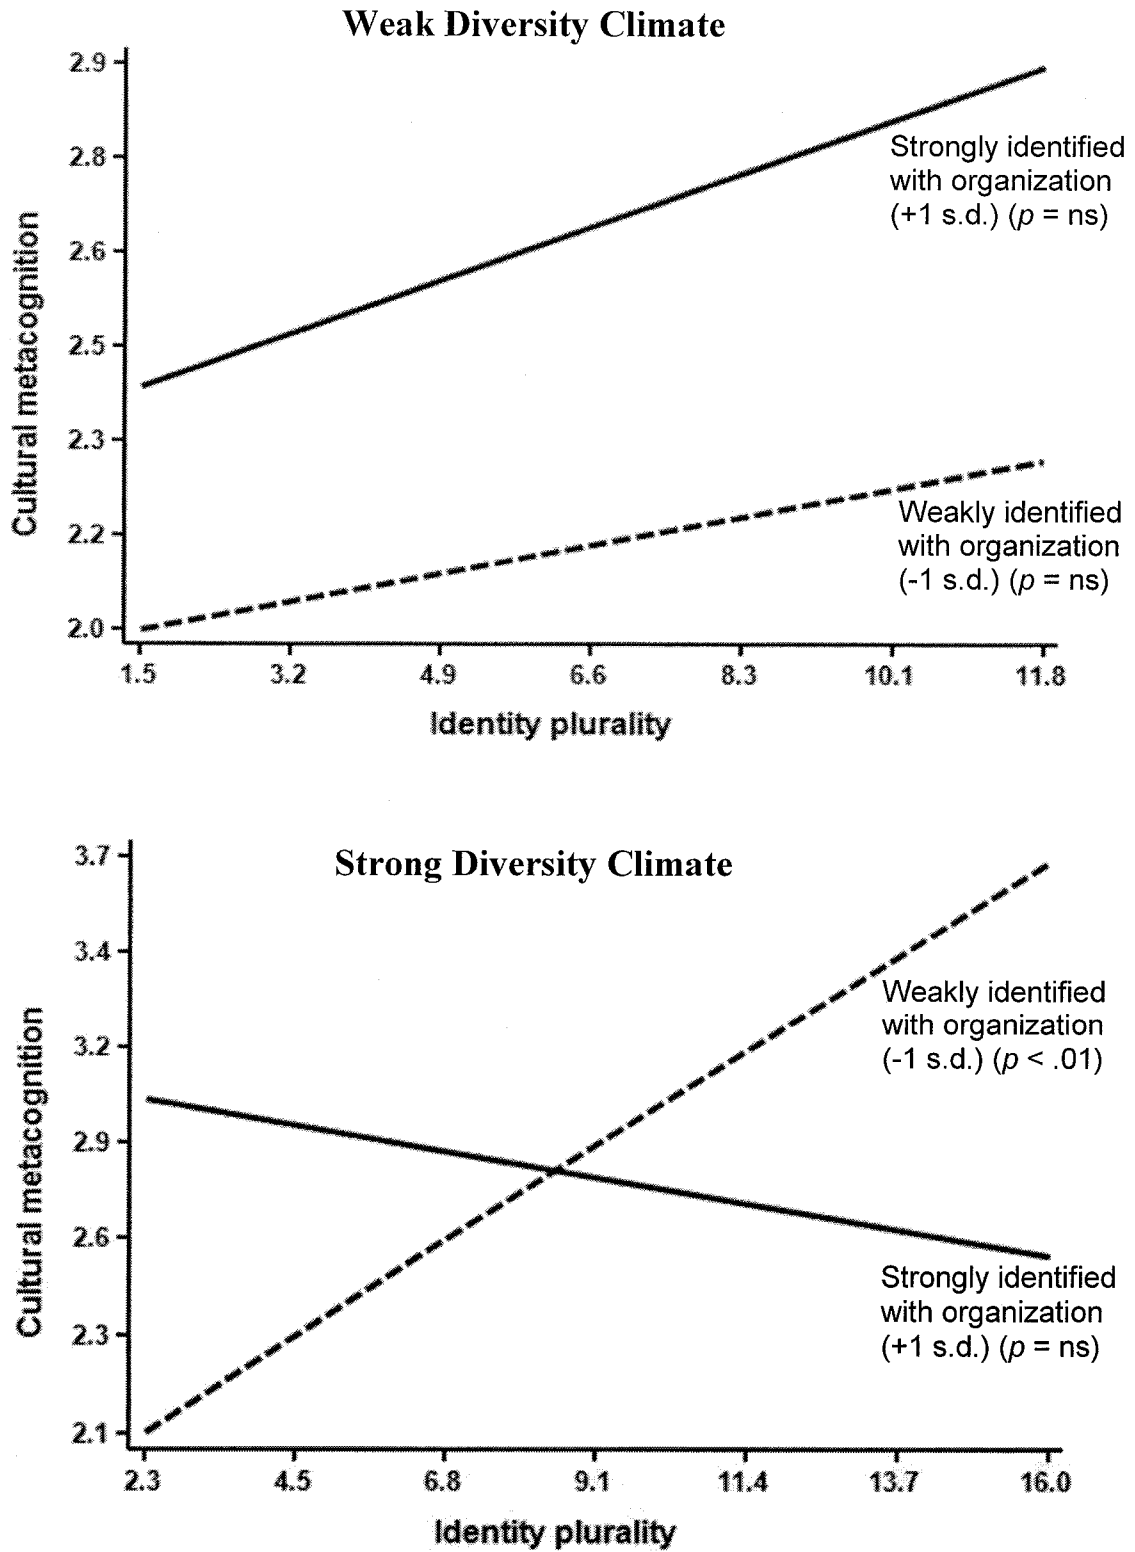 Weak Diversity Climate
2.9
2.8
2.6
2.5
2.3
2.2
2.0
Cultural metacognition
Strongly identified
with organization
(+1 s.d.) (p = ns)
Weakly identified
with organization
(-1 s.d.) (p = ns)
1.5 3.2 4.9 6.6 8.3 10.1 11.8
Identity plurality
Strong Diversity Climate
3.7
3.4
3.2
2.9
2.6
2.3
2.1
Cultural metacognition
Weakly identified
with organization
(-1 s.d.) (p < .01)
Strongly identified
with organization
(+1 s.d.) (p = ns)
2.3 4.5 6.8 9.1 11.4 13.7 16.0
Identity plurality